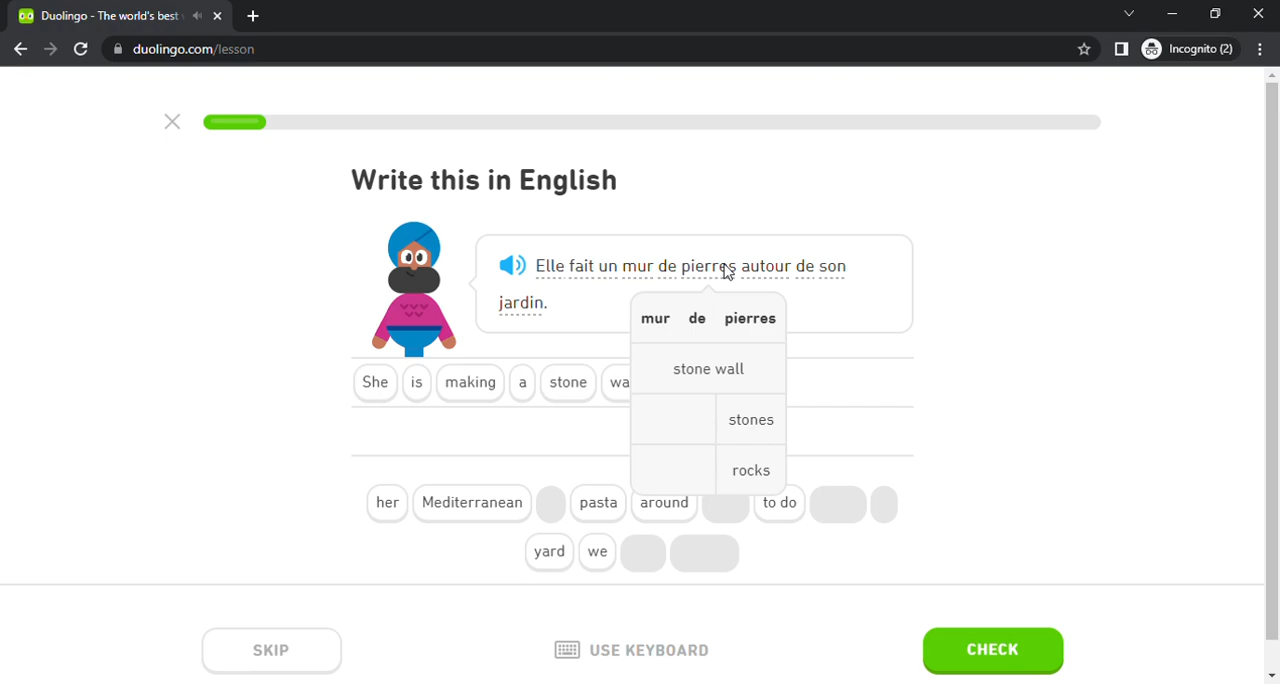 Duolingo - The world's best
duolingo.com/lesson
Incognito (2)
Write this in English
Elle fait un mur de pierres autour de son
jardin.
mur de pierres
stone wall
stones
rocks
She is making a stone
her Mediterranean pasta around to do
yard we
SKIP
USE KEYBOARD
CHECK